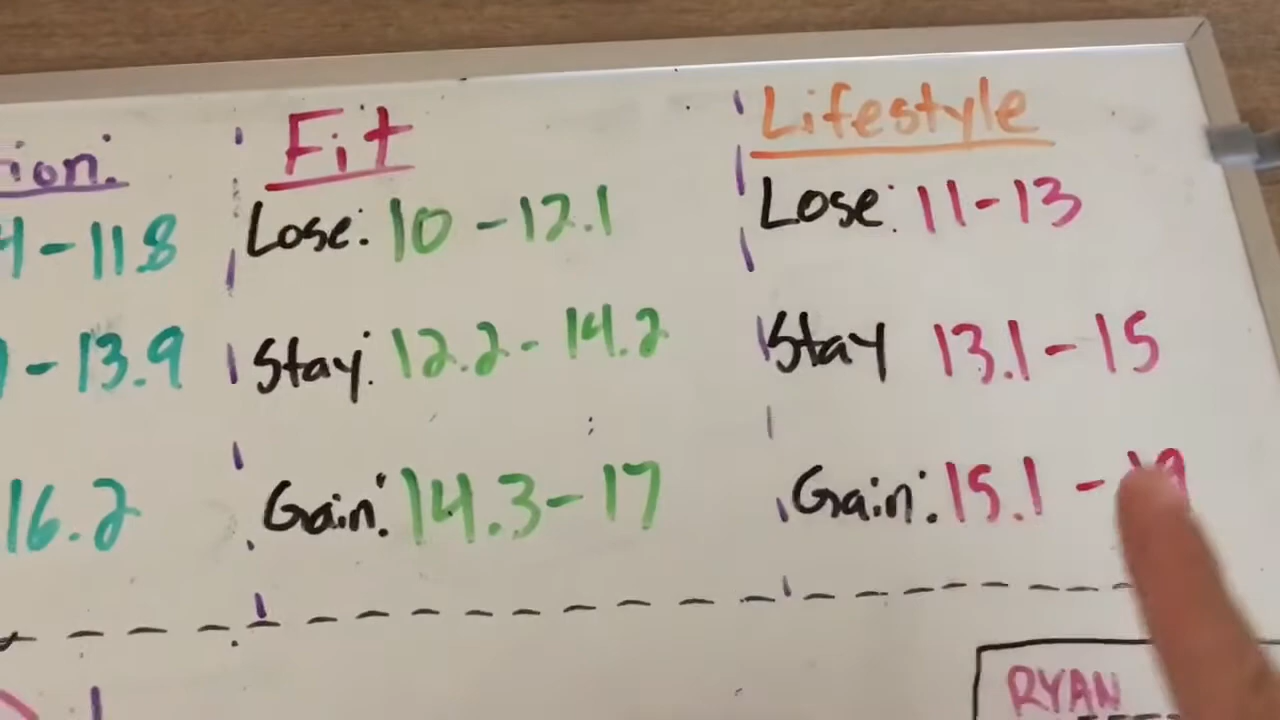 ion:
4-11.8
-13.9
16.2
Fit
Lose: 10-12.1
Stay: 12.2-14.2
Gain: 14.3-17
Lifestyle
Lose: 11-13
Stay 13.1-15
Gain: 15.1 -
RYAN